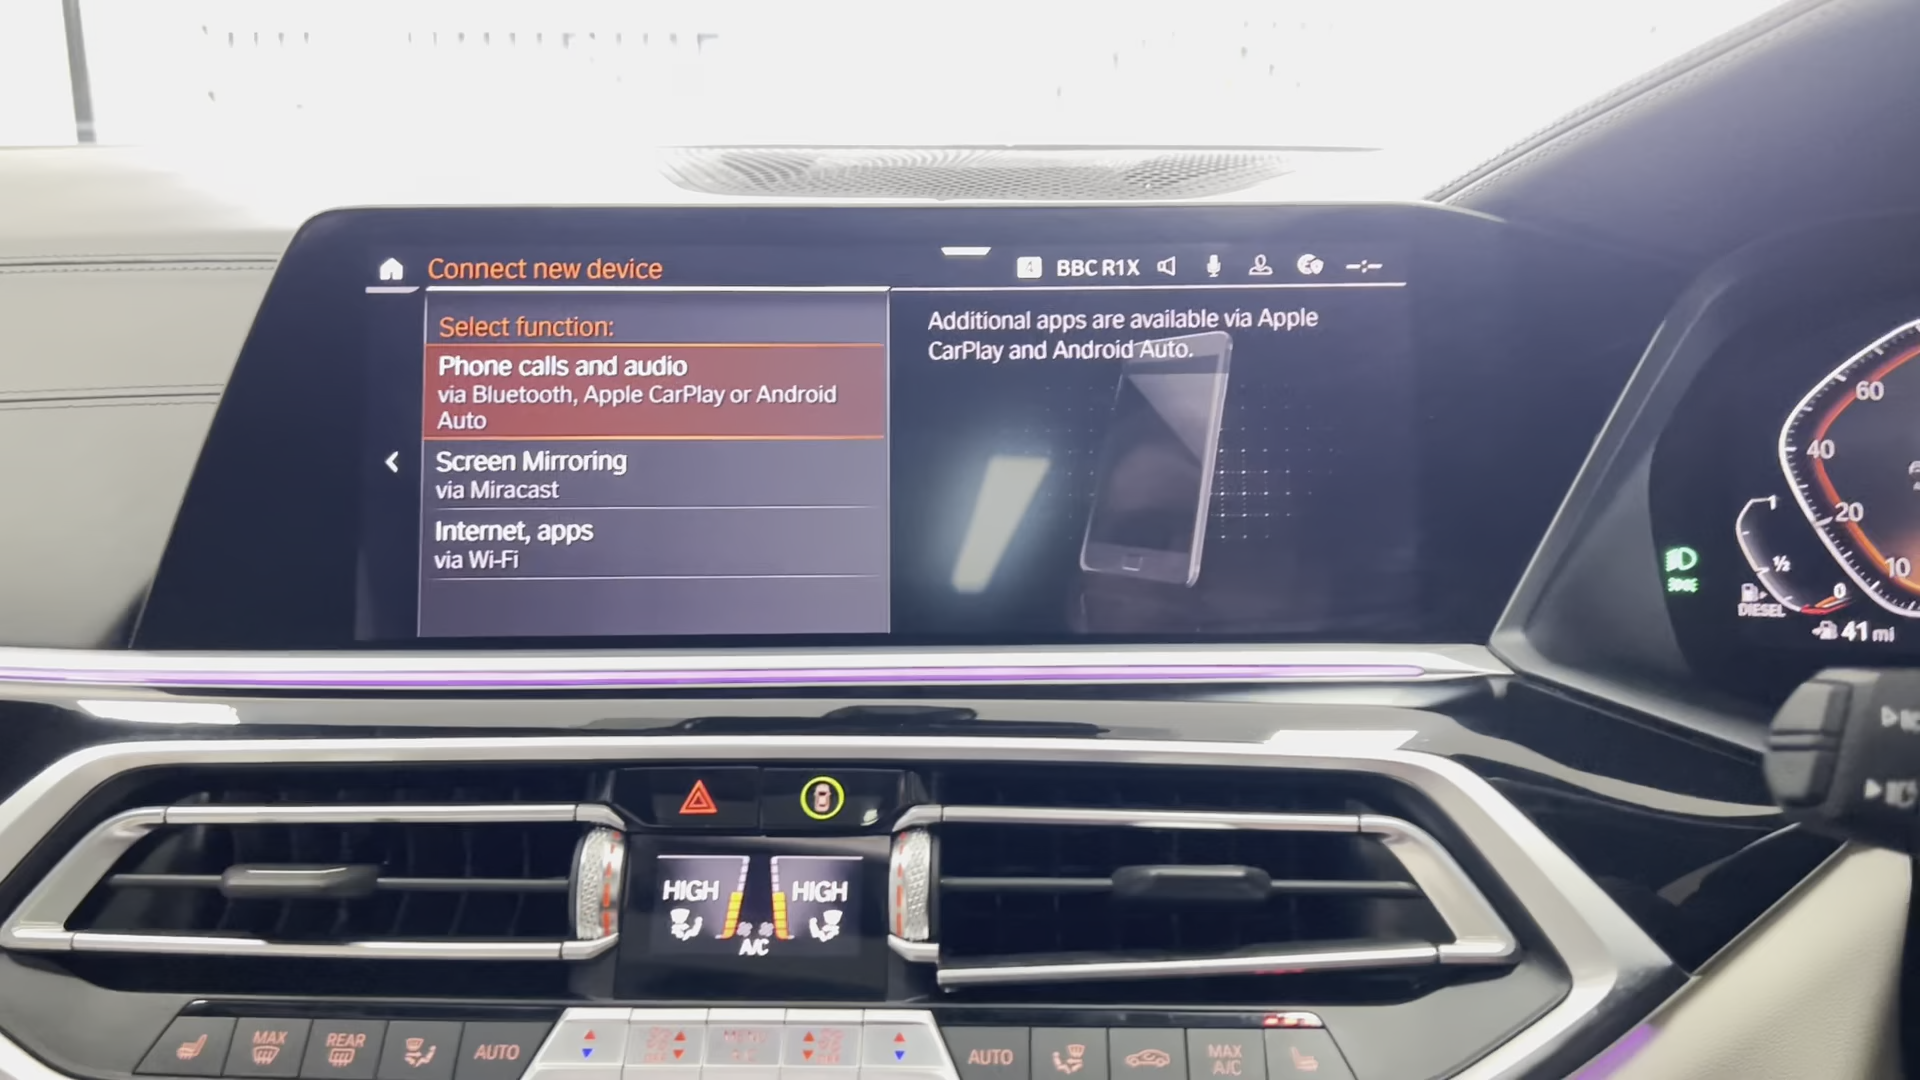 Connect new device
4 BBC R1X --:--
Select function:
Phone calls and audio
via Bluetooth, Apple CarPlay or Android
Auto
Screen Mirroring
via Miracast
Internet, apps
via Wi-Fi
Additional apps are available via Apple
CarPlay and Android Auto.
60
40
20
10
1
½
0
DIESEL
41 mi
HIGH
HIGH
A/C
MAX
REAR
AUTO
AUTO
MAX
A/C